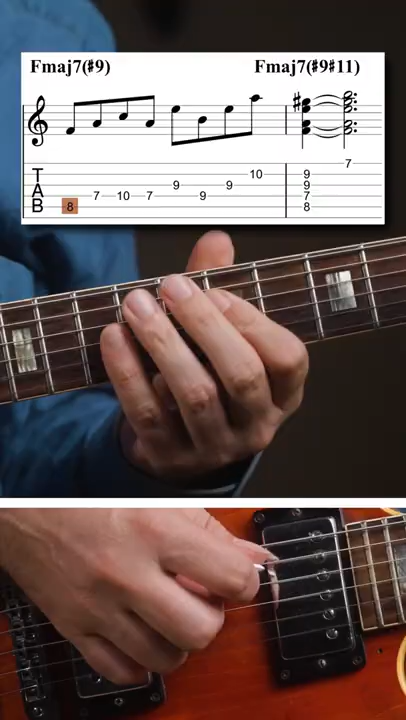 Fmaj7(#9) Fmaj7(#9#11)
7
T 10 9
A 9 9 9
7 10 7 9 7
B 8 8